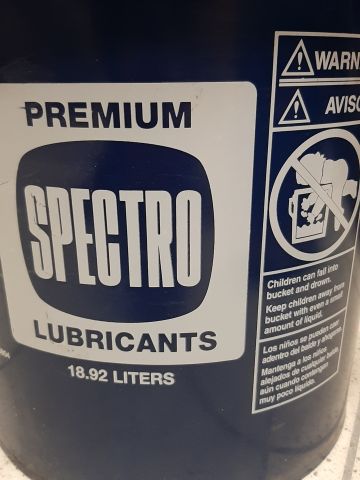 PREMIUM
SPECTRO
LUBRICANTS
18.92 LITERS
WARN
AVISO
Children can fall into
bucket and drown.
Keep children away from
bucket with even a small
amount of liquid.
Los niños se pueden caer
adentro del balde y ahogarse.
Mantenga a los niños
alejados de cualquier balde
aún cuando contengan
muy poco líquido.